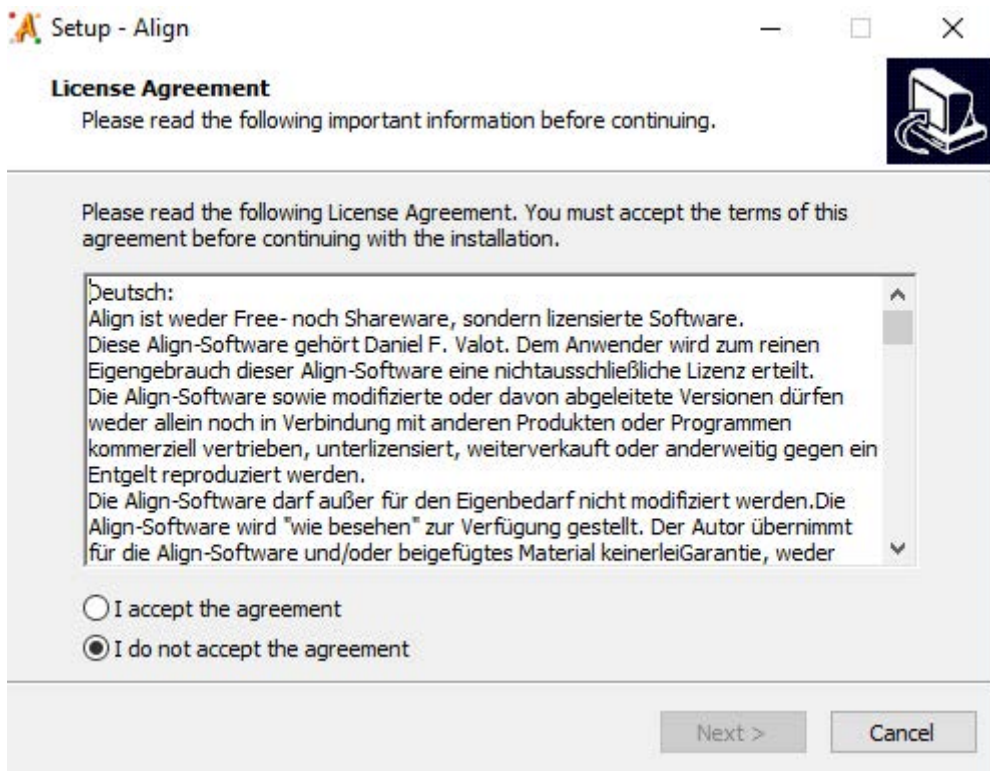 Setup - Align
License Agreement
Please read the following important information before continuing.
Please read the following License Agreement. You must accept the terms of this
agreement before continuing with the installation.
Deutsch:
Align ist weder Free- noch Shareware, sondern lizensierte Software.
Diese Align-Software gehört Daniel F. Valot. Dem Anwender wird zum reinen
Eigengebrauch dieser Align-Software eine nichtausschließliche Lizenz erteilt.
Die Align-Software sowie modifizierte oder davon abgeleitete Versionen dürfen
weder allein noch in Verbindung mit anderen Produkten oder Programmen
kommerziell vertrieben, unterlizensiert, weiterverkauft oder anderweitig gegen ein
Entgelt reproduziert werden.
Die Align-Software darf außer für den Eigenbedarf nicht modifiziert werden.Die
Align-Software wird "wie besehen" zur Verfügung gestellt. Der Autor übernimmt
für die Align-Software und/oder beigefügtes Material keinerleiGarantie, weder
I accept the agreement
I do not accept the agreement
Next >
Cancel